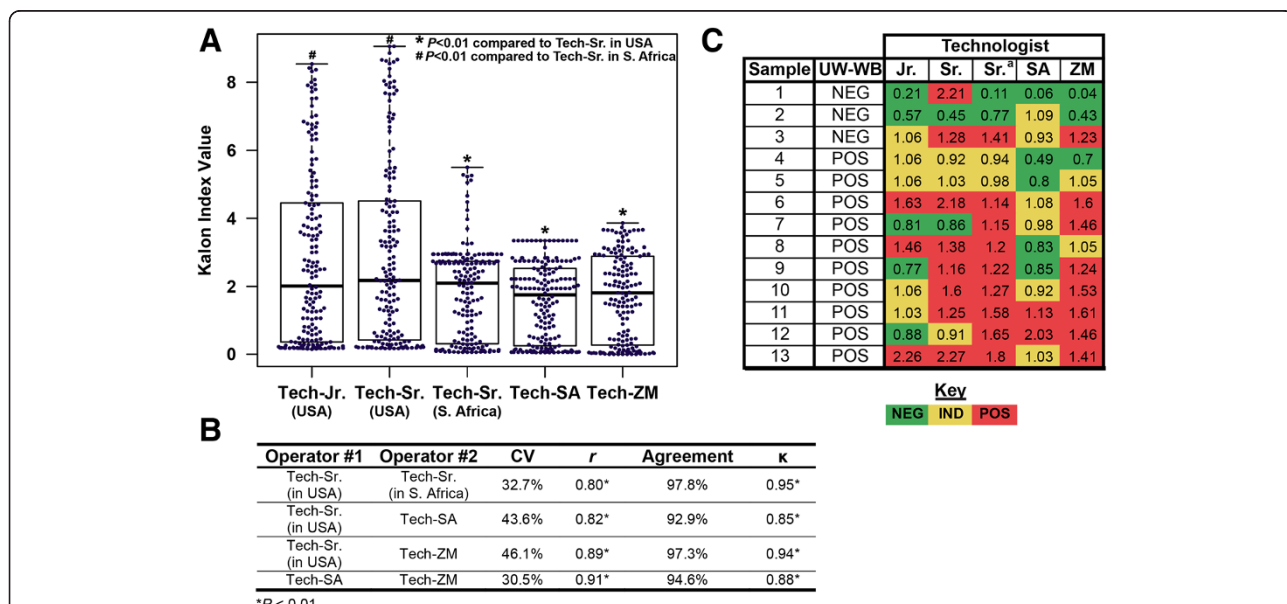 A
* P<0.01 compared to Tech-Sr. in USA
# P<0.01 compared to Tech-Sr. in S. Africa
Kalon Index Value
8
6
4
2
0
# # * * *
Tech-Jr. Tech-Sr. Tech-Sr. Tech-SA Tech-ZM
(USA) (USA) (S. Africa)
B
Operator #1 Operator #2 CV r Agreement κ
Tech-Sr. (in USA) Tech-Sr. (in S. Africa) 32.7% 0.80* 97.8% 0.95*
Tech-Sr. (in USA) Tech-SA 43.6% 0.82* 92.9% 0.85*
Tech-Sr. (in USA) Tech-ZM 46.1% 0.89* 97.3% 0.94*
Tech-SA Tech-ZM 30.5% 0.91* 94.6% 0.88*
*P < 0.01
C
Technologist
Sample UW-WB Jr. Sr. Sr.a SA ZM
1 NEG 0.21 2.21 0.11 0.06 0.04
2 NEG 0.57 0.45 0.77 1.09 0.43
3 NEG 1.06 1.28 1.41 0.93 1.23
4 POS 1.06 0.92 0.94 0.49 0.7
5 POS 1.06 1.03 0.98 0.8 1.05
6 POS 1.63 2.18 1.14 1.08 1.6
7 POS 0.81 0.86 1.15 0.98 1.46
8 POS 1.46 1.38 1.2 0.83 1.05
9 POS 0.77 1.16 1.22 0.85 1.24
10 POS 1.06 1.6 1.27 0.92 1.53
11 POS 1.03 1.25 1.58 1.13 1.61
12 POS 0.88 0.91 1.65 2.03 1.46
13 POS 2.26 2.27 1.8 1.03 1.41
Key
NEG IND POS